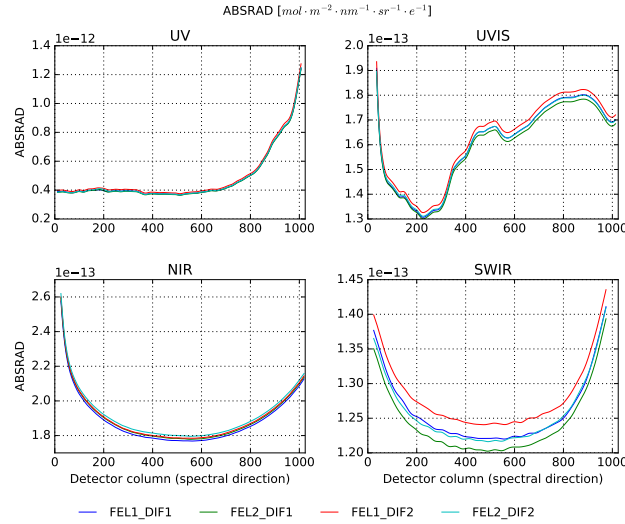 ABSRAD [mol · m⁻² · nm⁻¹ · sr⁻¹ · e⁻¹]
UV
UVIS
1e−12
1e−13
ABSRAD
1.4
1.2
1.0
0.8
0.6
0.4
0.2
0 200 400 600 800 1000
2.0
1.9
1.8
1.7
1.6
1.5
1.4
1.3
0 200 400 600 800 1000
NIR
SWIR
1e−13
1e−13
ABSRAD
2.6
2.4
2.2
2.0
1.8
0 200 400 600 800 1000
Detector column (spectral direction)
1.45
1.40
1.35
1.30
1.25
1.20
0 200 400 600 800 1000
Detector column (spectral direction)
FEL1_DIF1 FEL2_DIF1 FEL1_DIF2 FEL2_DIF2